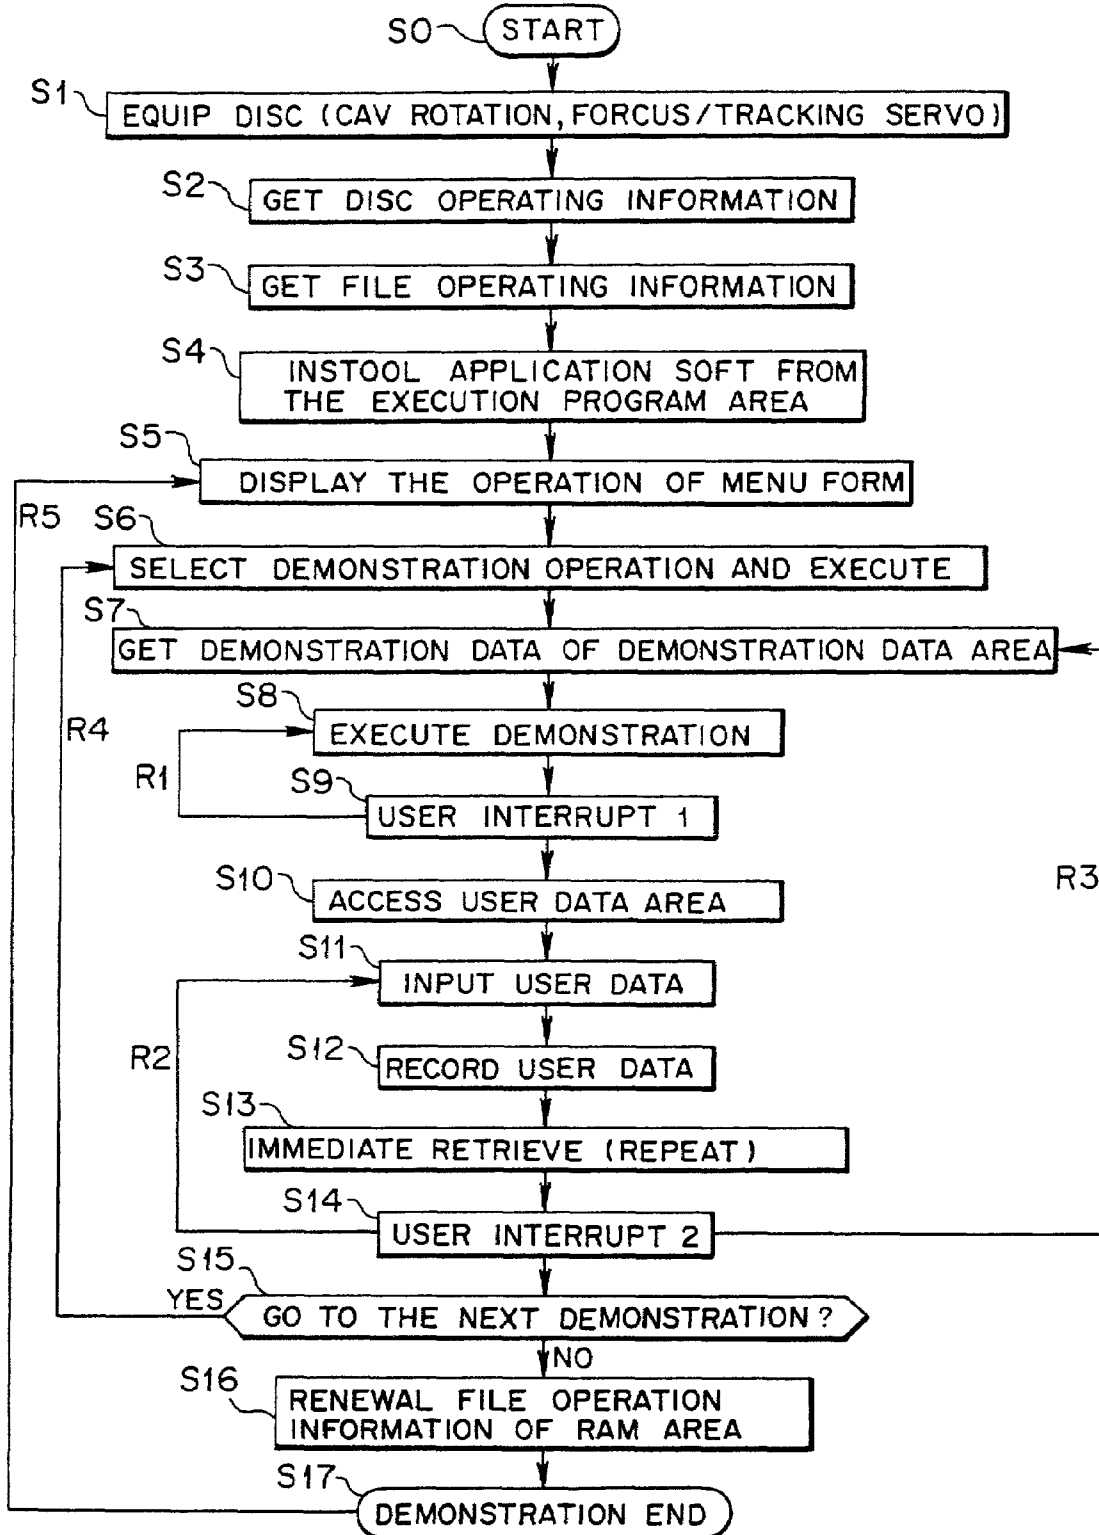 S0 START
S1 EQUIP DISC (CAV ROTATION, FORCUS/TRACKING SERVO)
S2 GET DISC OPERATING INFORMATION
S3 GET FILE OPERATING INFORMATION
S4 INSTOOL APPLICATION SOFT FROM
THE EXECUTION PROGRAM AREA
S5 DISPLAY THE OPERATION OF MENU FORM
R5
S6 SELECT DEMONSTRATION OPERATION AND EXECUTE
S7 GET DEMONSTRATION DATA OF DEMONSTRATION DATA AREA
R4
S8 EXECUTE DEMONSTRATION
R1
S9 USER INTERRUPT 1
S10 ACCESS USER DATA AREA
R3
S11 INPUT USER DATA
R2
S12 RECORD USER DATA
S13 IMMEDIATE RETRIEVE (REPEAT)
S14 USER INTERRUPT 2
S15 GO TO THE NEXT DEMONSTRATION?
YES
NO
S16 RENEWAL FILE OPERATION
INFORMATION OF RAM AREA
S17 DEMONSTRATION END